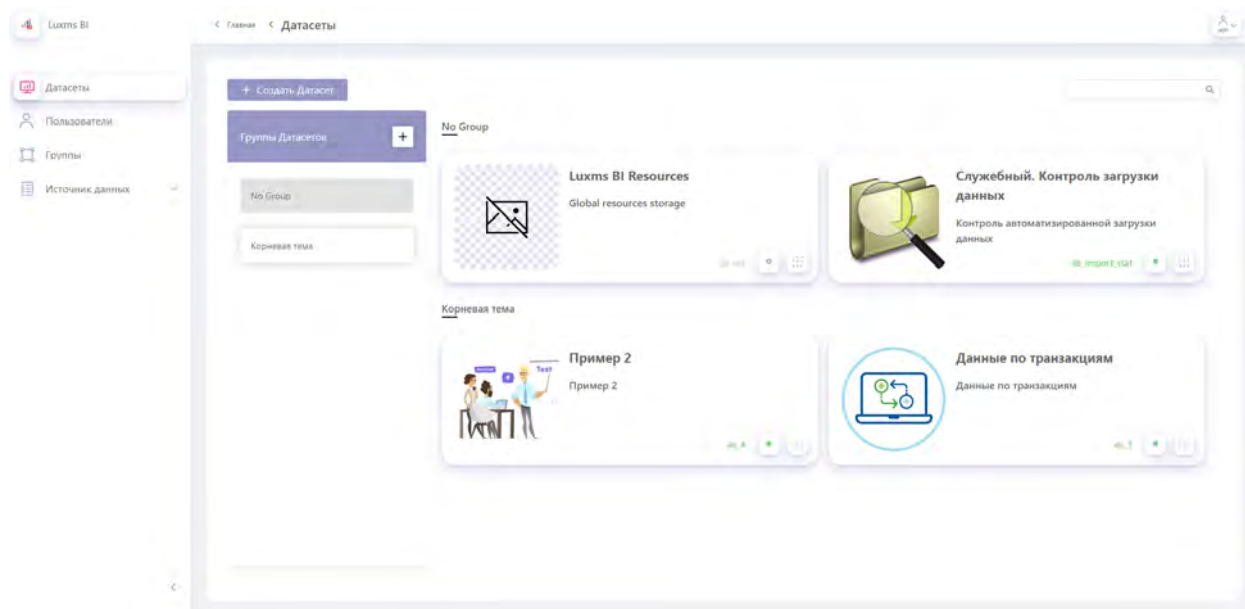 Luxms BI
Главная
Датасеты
Датасеты
Пользователи
Группы
Источник данных
+ Создать Датасет
Группы Датасетов
+
No Group
Корневая тема
No Group
Luxms BI Resources
Global resources storage
Служебный. Контроль загрузки
данных
Контроль автоматизированной загрузки
данных
Корневая тема
Test
Пример 2
Пример 2
Данные по транзакциям
Данные по транзакциям